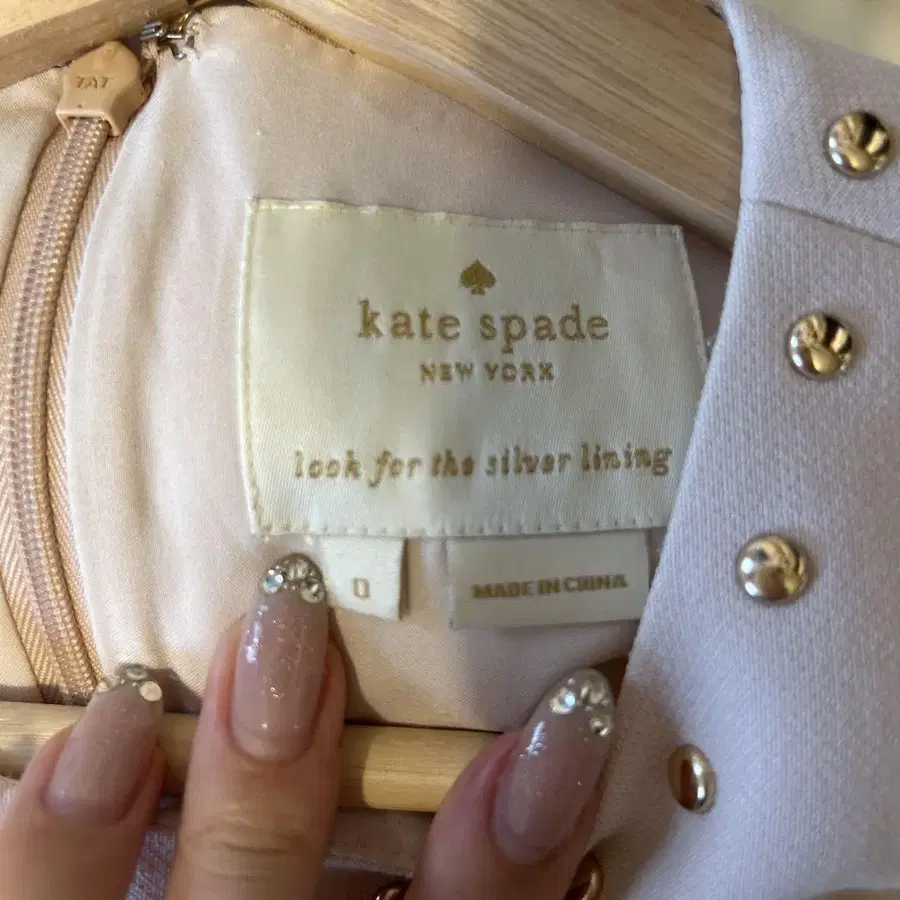 kate spade
NEW YORK
look for the silver lining
0
MADE IN CHINA